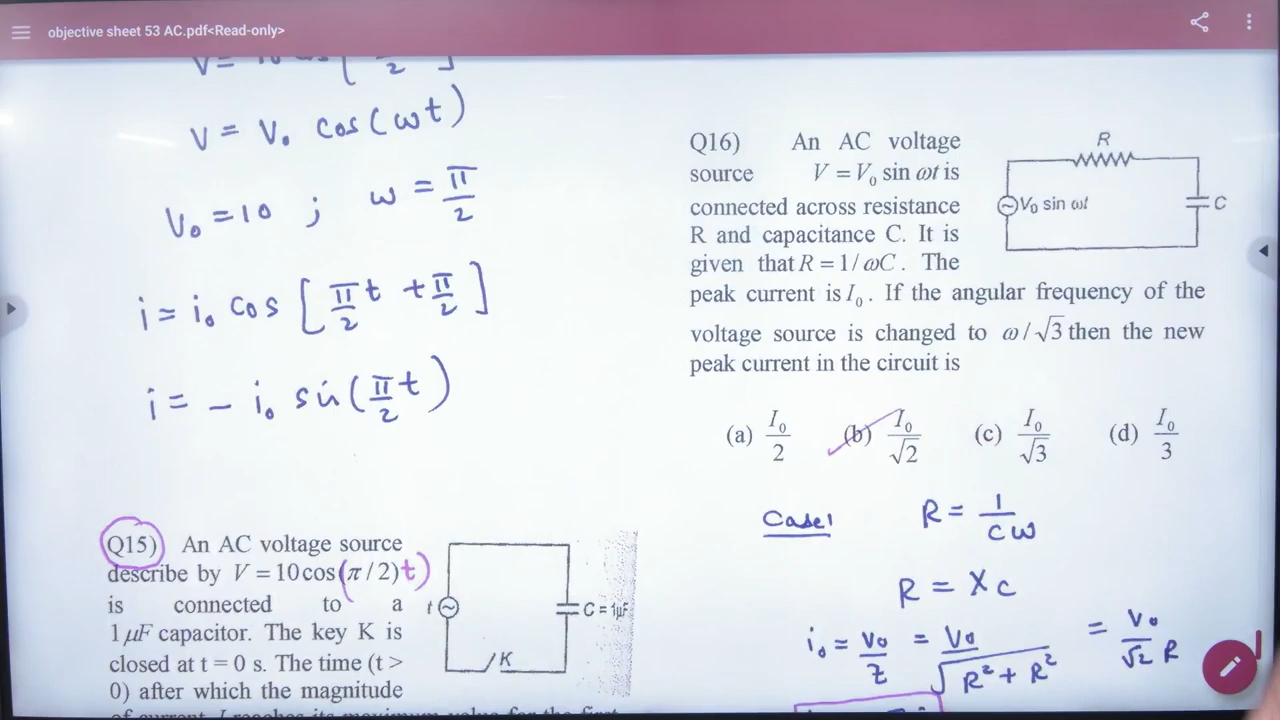 objective sheet 53 AC.pdf<Read-only>
V = V₀ cos(ωt)
V₀ = 10 ; ω = π/2
i = i₀ cos [π/2 t + π/2]
i = - i₀ sin(π/2 t)
Q15) An AC voltage source
describe by V = 10cos(π/2)t)
is connected to a
1μF capacitor. The key K is
closed at t = 0 s. The time (t >
0) after which the magnitude
t
C = 1μF
K
Q16) An AC voltage
source V = V₀ sin ωt is
connected across resistance
R and capacitance C. It is
given that R = 1/ωC. The
peak current is I₀. If the angular frequency of the
voltage source is changed to ω/√3 then the new
peak current in the circuit is
R
V₀ sin ωt
C
(a) I₀/2 (b) I₀/√2 (c) I₀/√3 (d) I₀/3
Case1 R = 1/Cω
R = Xc
i₀ = V₀/Z = V₀/√(R² + R²) = V₀/√2 R